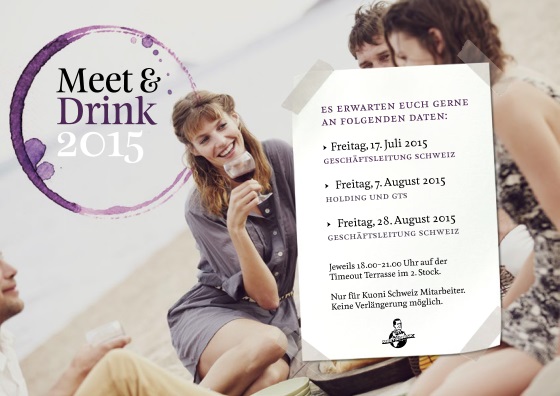 Meet &
Drink
2015
ES ERWARTEN EUCH GERNE
AN FOLGENDEN DATEN:
Freitag, 17. Juli 2015
GESCHÄFTSLEITUNG SCHWEIZ
Freitag, 7. August 2015
HOLDING UND GTS
Freitag, 28. August 2015
GESCHÄFTSLEITUNG SCHWEIZ
Jeweils 18.00–21.00 Uhr auf der
Timeout Terrasse im 2. Stock.
Nur für Kuoni Schweiz Mitarbeiter.
Keine Verlängerung möglich.